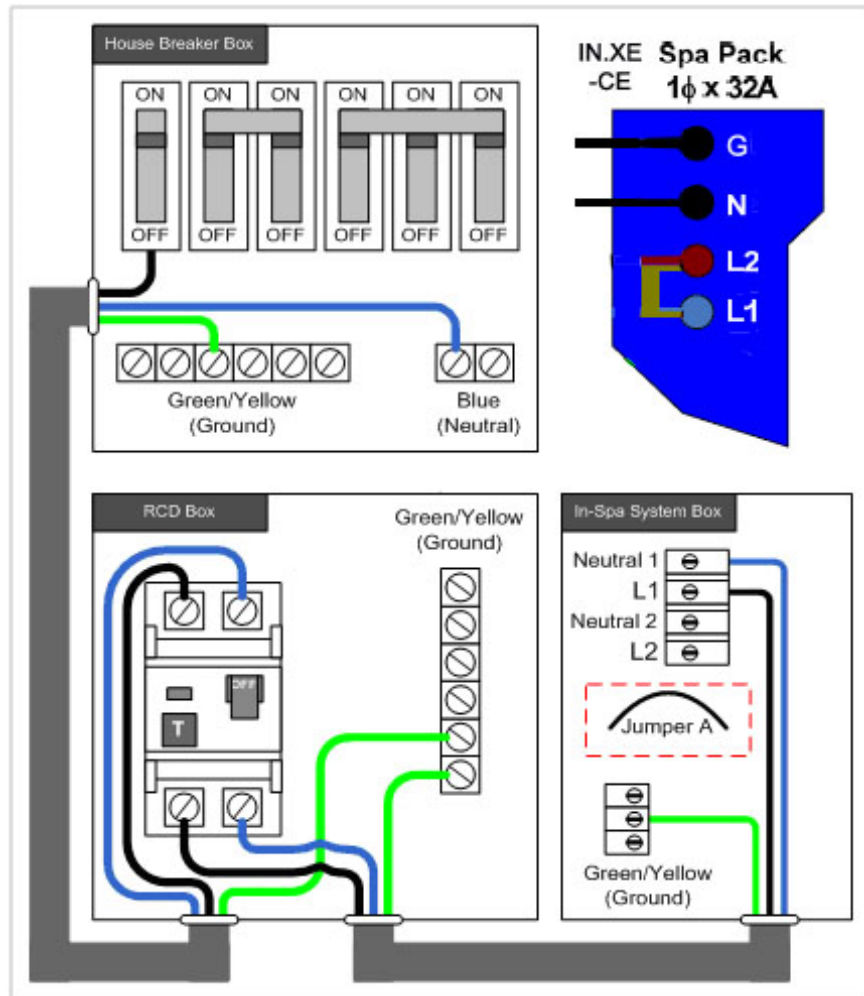 House Breaker Box
ON ON ON ON ON ON
OFF OFF OFF OFF OFF OFF
Green/Yellow
(Ground)
Blue
(Neutral)
IN.XE
-CE
Spa Pack
1ϕ x 32A
G
N
L2
L1
RCD Box
Green/Yellow
(Ground)
OFF
T
In-Spa System Box
Neutral 1
L1
Neutral 2
L2
Jumper A
Green/Yellow
(Ground)